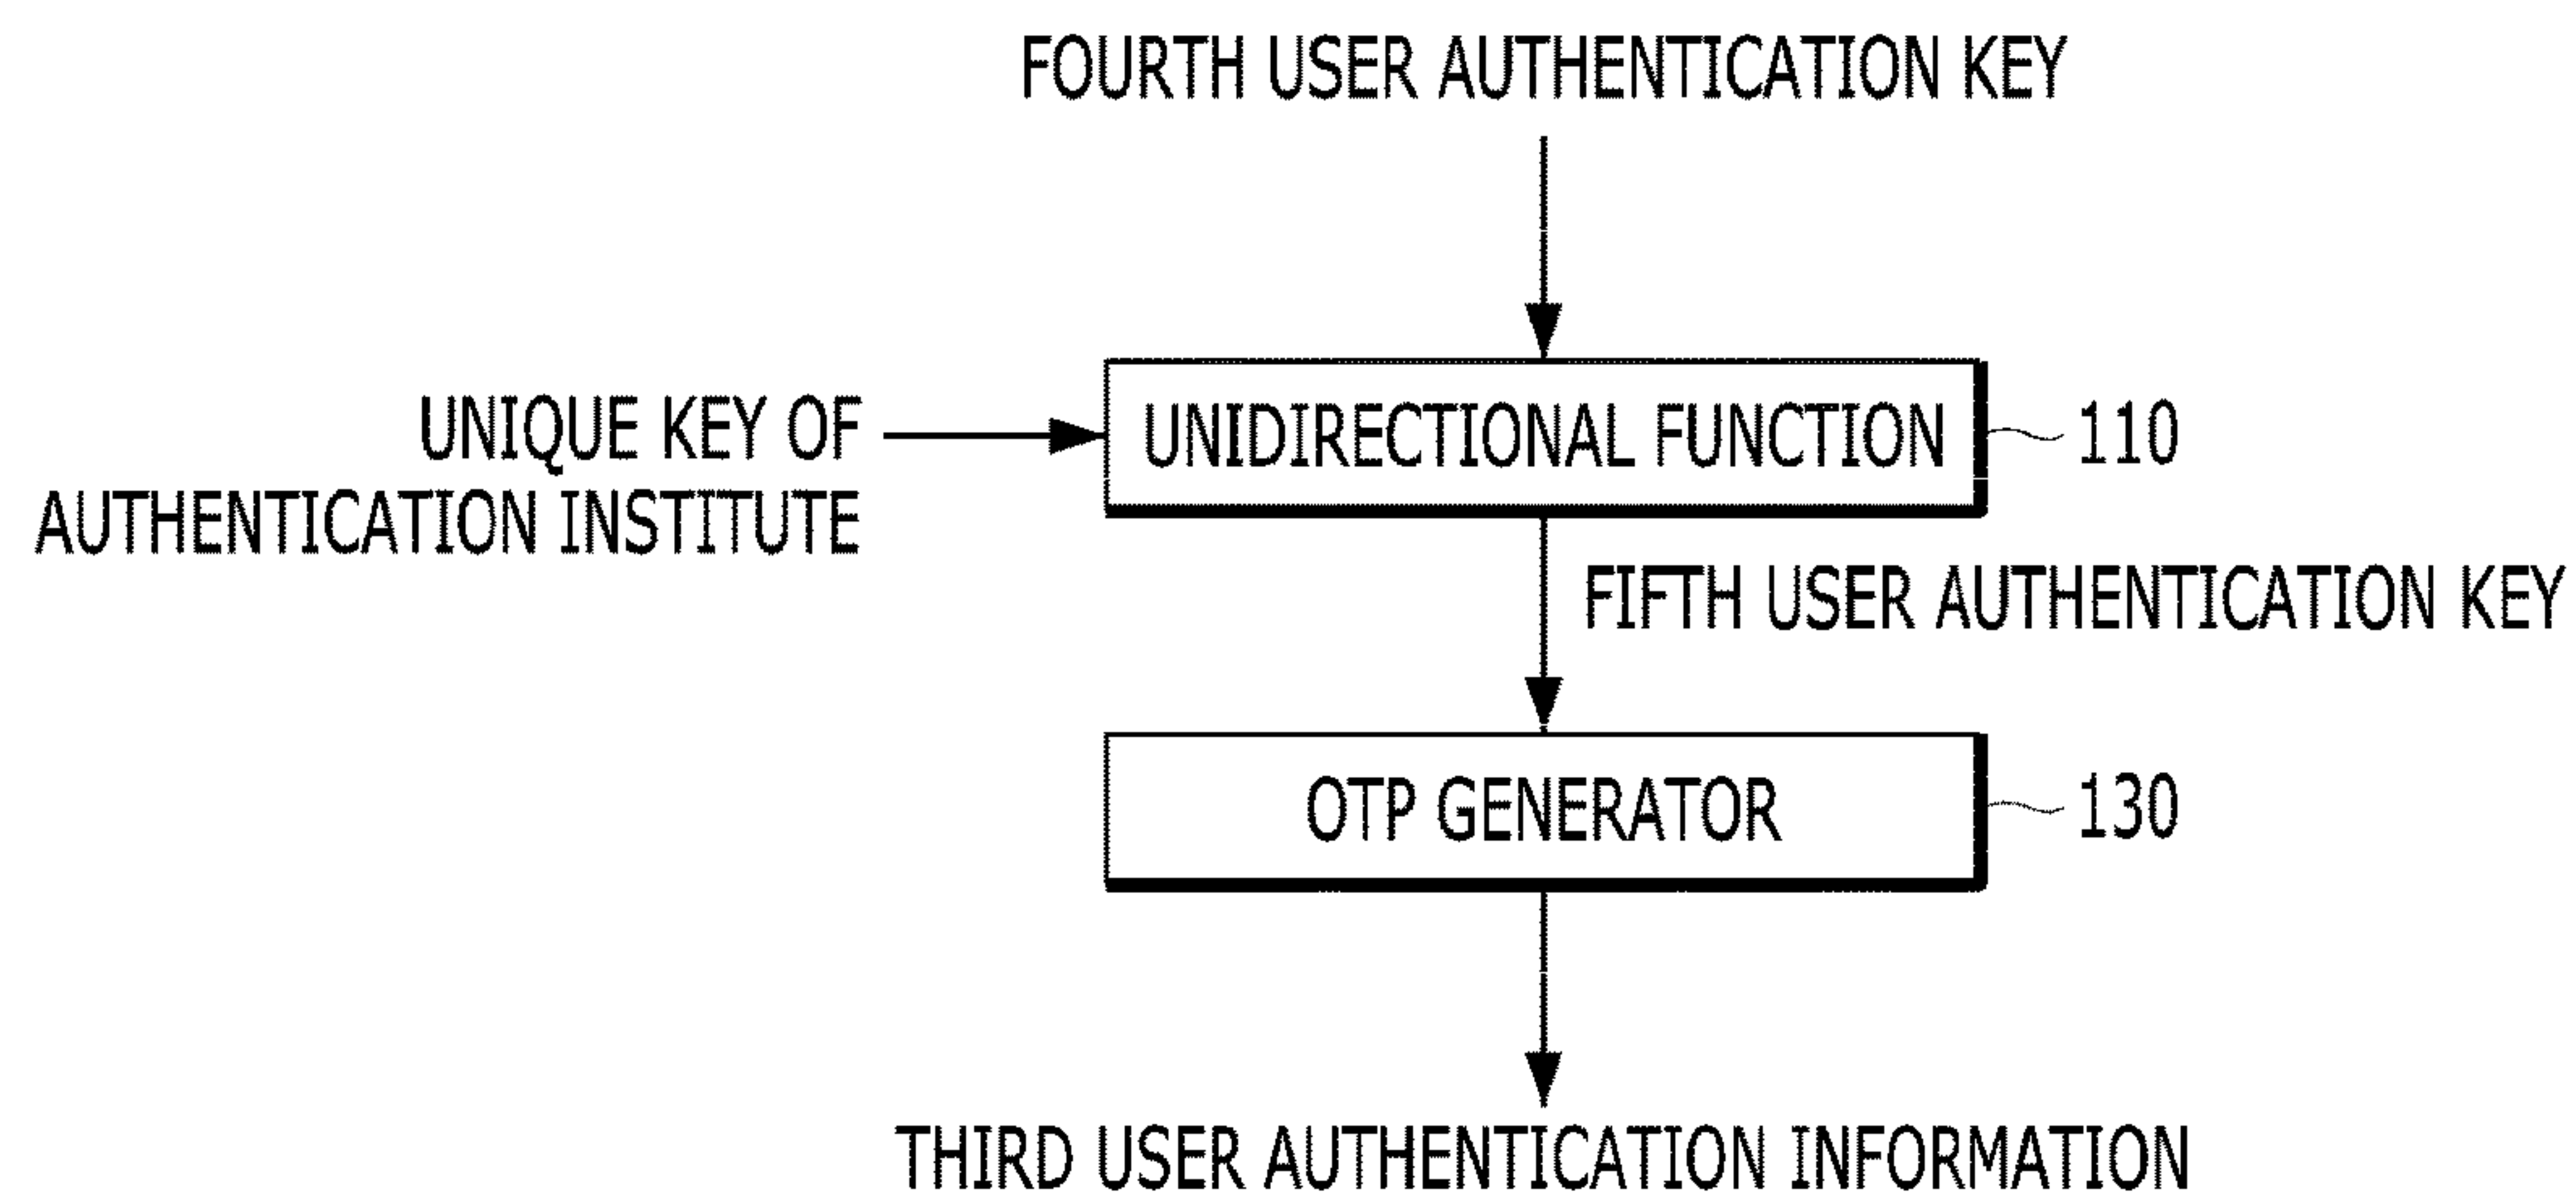 FOURTH USER AUTHENTICATION KEY
UNIQUE KEY OF
AUTHENTICATION INSTITUTE
UNIDIRECTIONAL FUNCTION
110
FIFTH USER AUTHENTICATION KEY
OTP GENERATOR
130
THIRD USER AUTHENTICATION INFORMATION